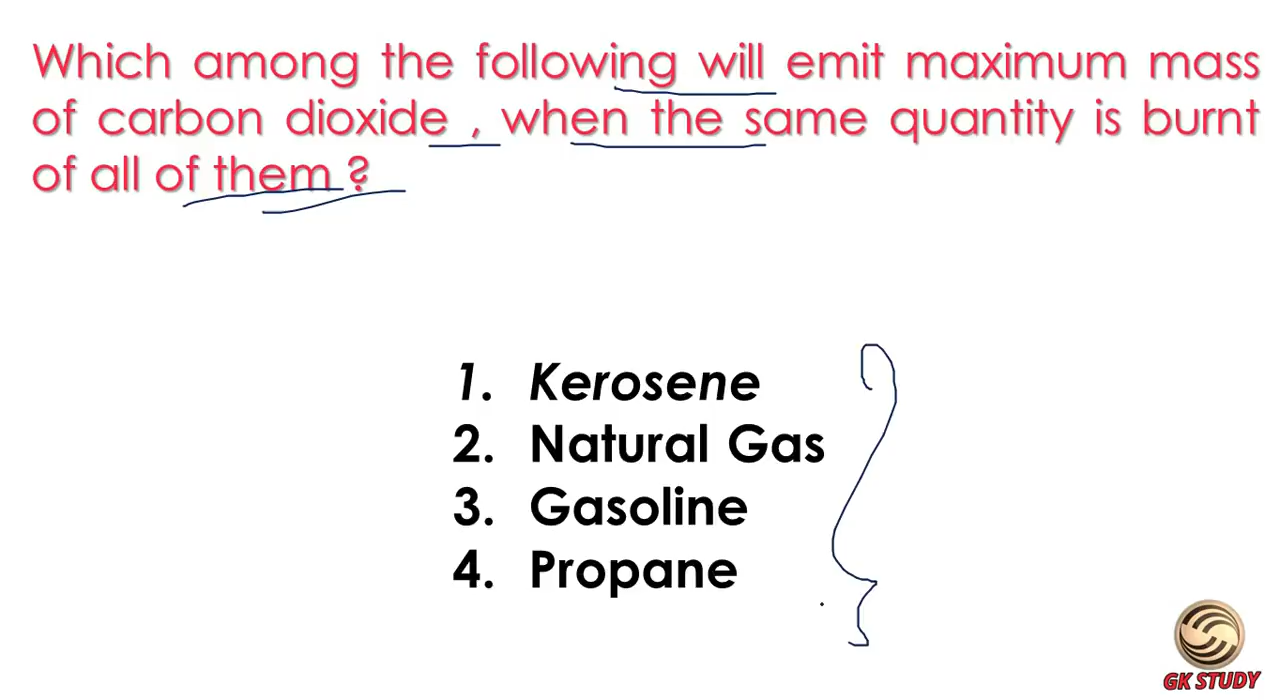 Which among the following will emit maximum mass
of carbon dioxide , when the same quantity is burnt
of all of them ?
1. Kerosene
2. Natural Gas
3. Gasoline
4. Propane
GK STUDY